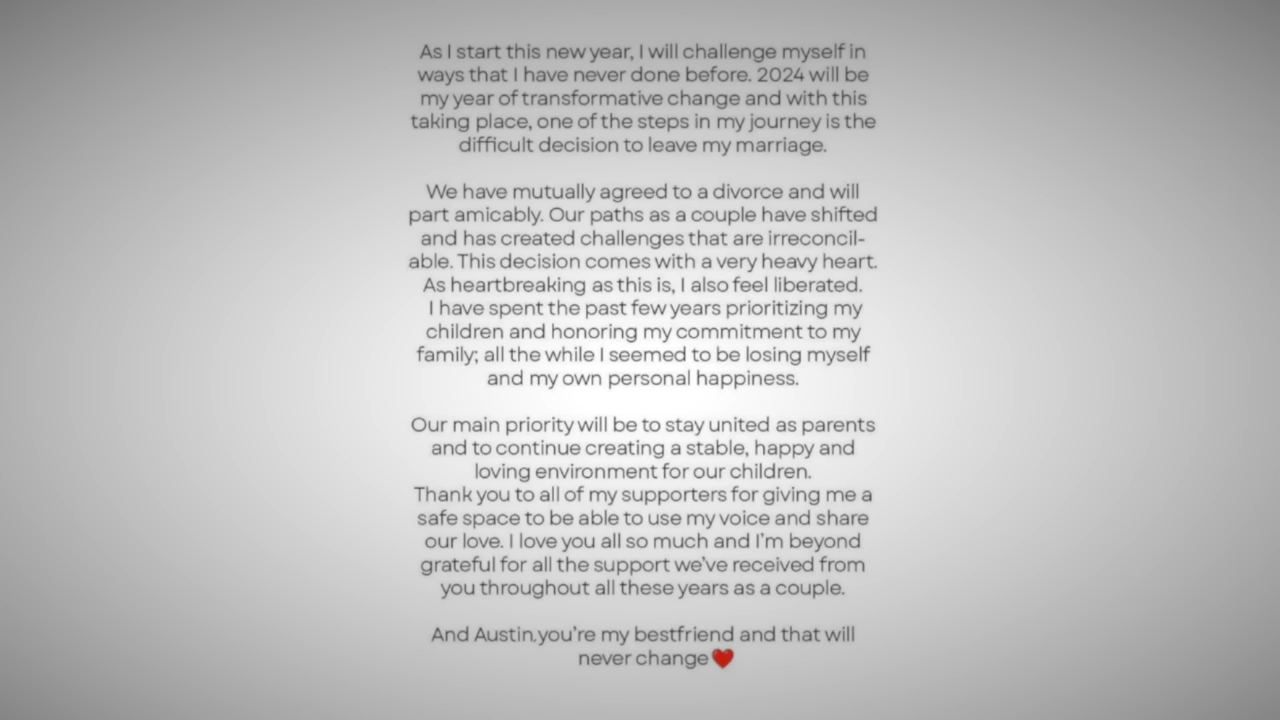 As I start this new year, I will challenge myself in
ways that I have never done before. 2024 will be
my year of transformative change and with this
taking place, one of the steps in my journey is the
difficult decision to leave my marriage.
We have mutually agreed to a divorce and will
part amicably. Our paths as a couple have shifted
and has created challenges that are irreconcil-
able. This decision comes with a very heavy heart.
As heartbreaking as this is, I also feel liberated.
I have spent the past few years prioritizing my
children and honoring my commitment to my
family; all the while I seemed to be losing myself
and my own personal happiness.
Our main priority will be to stay united as parents
and to continue creating a stable, happy and
loving environment for our children.
Thank you to all of my supporters for giving me a
safe space to be able to use my voice and share
our love. I love you all so much and I'm beyond
grateful for all the support we've received from
you throughout all these years as a couple.
And Austin,you're my bestfriend and that will
never change❤️